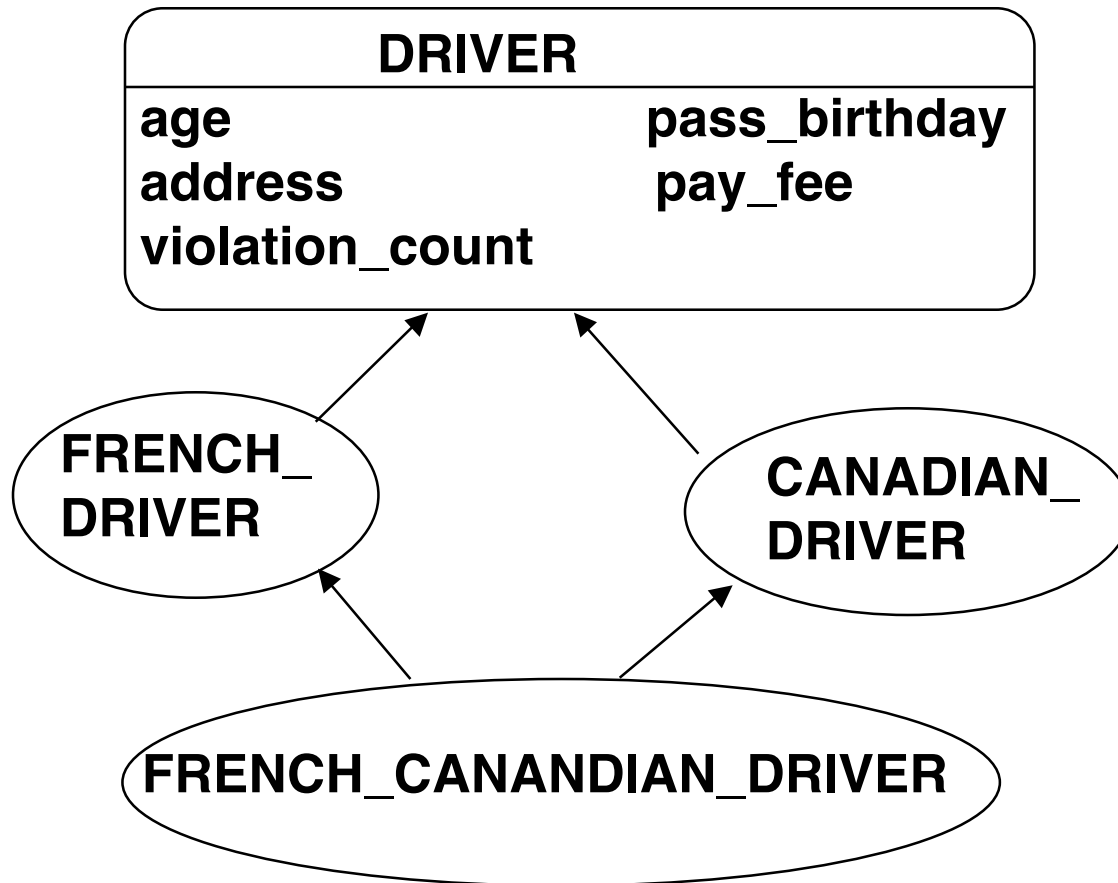 DRIVER
age pass_birthday
address pay_fee
violation_count
FRENCH_
DRIVER
CANADIAN_
DRIVER
FRENCH_CANANDIAN_DRIVER